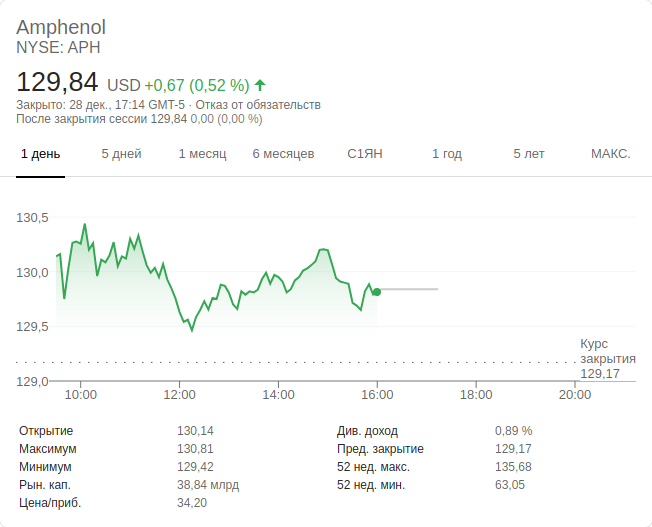 Amphenol
NYSE: APH
129,84 USD +0,67 (0,52 %)
Закрыто: 28 дек., 17:14 GMT-5 · Отказ от обязательств
После закрытия сессии 129,84 0,00 (0,00 %)
1 день 5 дней 1 месяц 6 месяцев С1ЯН 1 год 5 лет МАКС.
130,5
130,0
129,5
Курс
закрытия
129,17
129,0
10:00 12:00 14:00 16:00 18:00 20:00
Открытие 130,14 Див. доход 0,89 %
Максимум 130,81 Пред. закрытие 129,17
Минимум 129,42 52 нед. макс. 135,68
Рын. кап. 38,84 млрд 52 нед. мин. 63,05
Цена/приб. 34,20